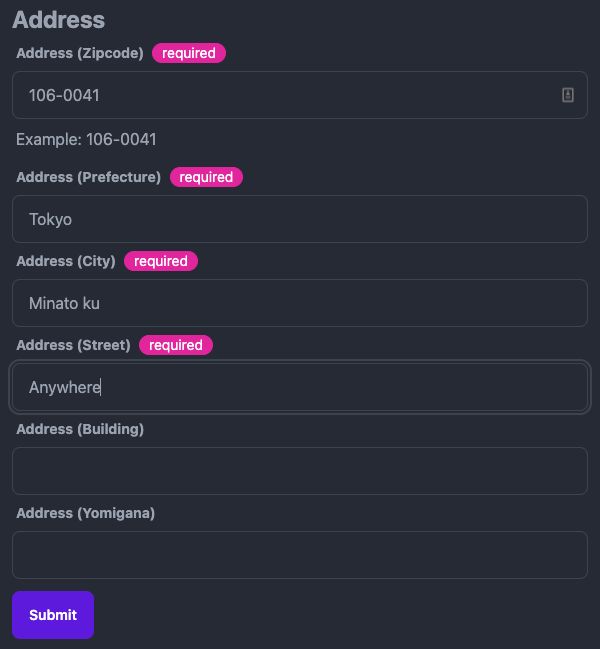 Address
Address (Zipcode) required
106-0041
Example: 106-0041
Address (Prefecture) required
Tokyo
Address (City) required
Minato ku
Address (Street) required
Anywhere
Address (Building)
Address (Yomigana)
Submit